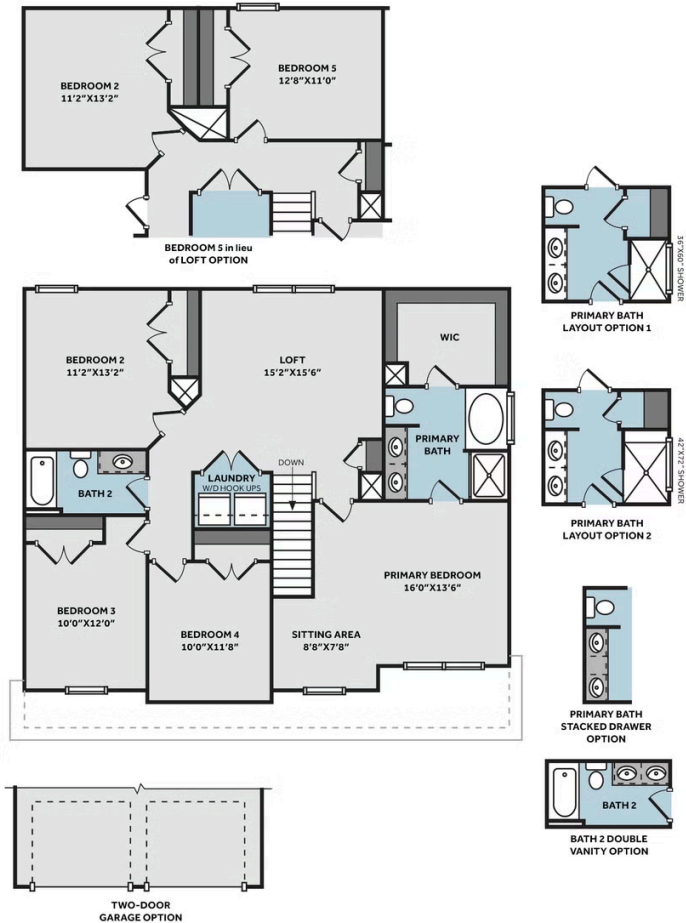 BEDROOM 2
11'2"X13'2"
BEDROOM 5
12'8"X11'0"
BEDROOM 5 in lieu
of LOFT OPTION
36"X60" SHOWER
PRIMARY BATH
LAYOUT OPTION 1
BEDROOM 2
11'2"X13'2"
LOFT
15'2"X15'6"
WIC
PRIMARY
BATH
BATH 2
LAUNDRY
W/D HOOK UPS
DOWN
42"X72" SHOWER
PRIMARY BATH
LAYOUT OPTION 2
BEDROOM 3
10'0"X12'0"
BEDROOM 4
10'0"X11'8"
SITTING AREA
8'8"X7'8"
PRIMARY BEDROOM
16'0"X13'6"
PRIMARY BATH
STACKED DRAWER
OPTION
BATH 2
BATH 2 DOUBLE
VANITY OPTION
TWO-DOOR
GARAGE OPTION